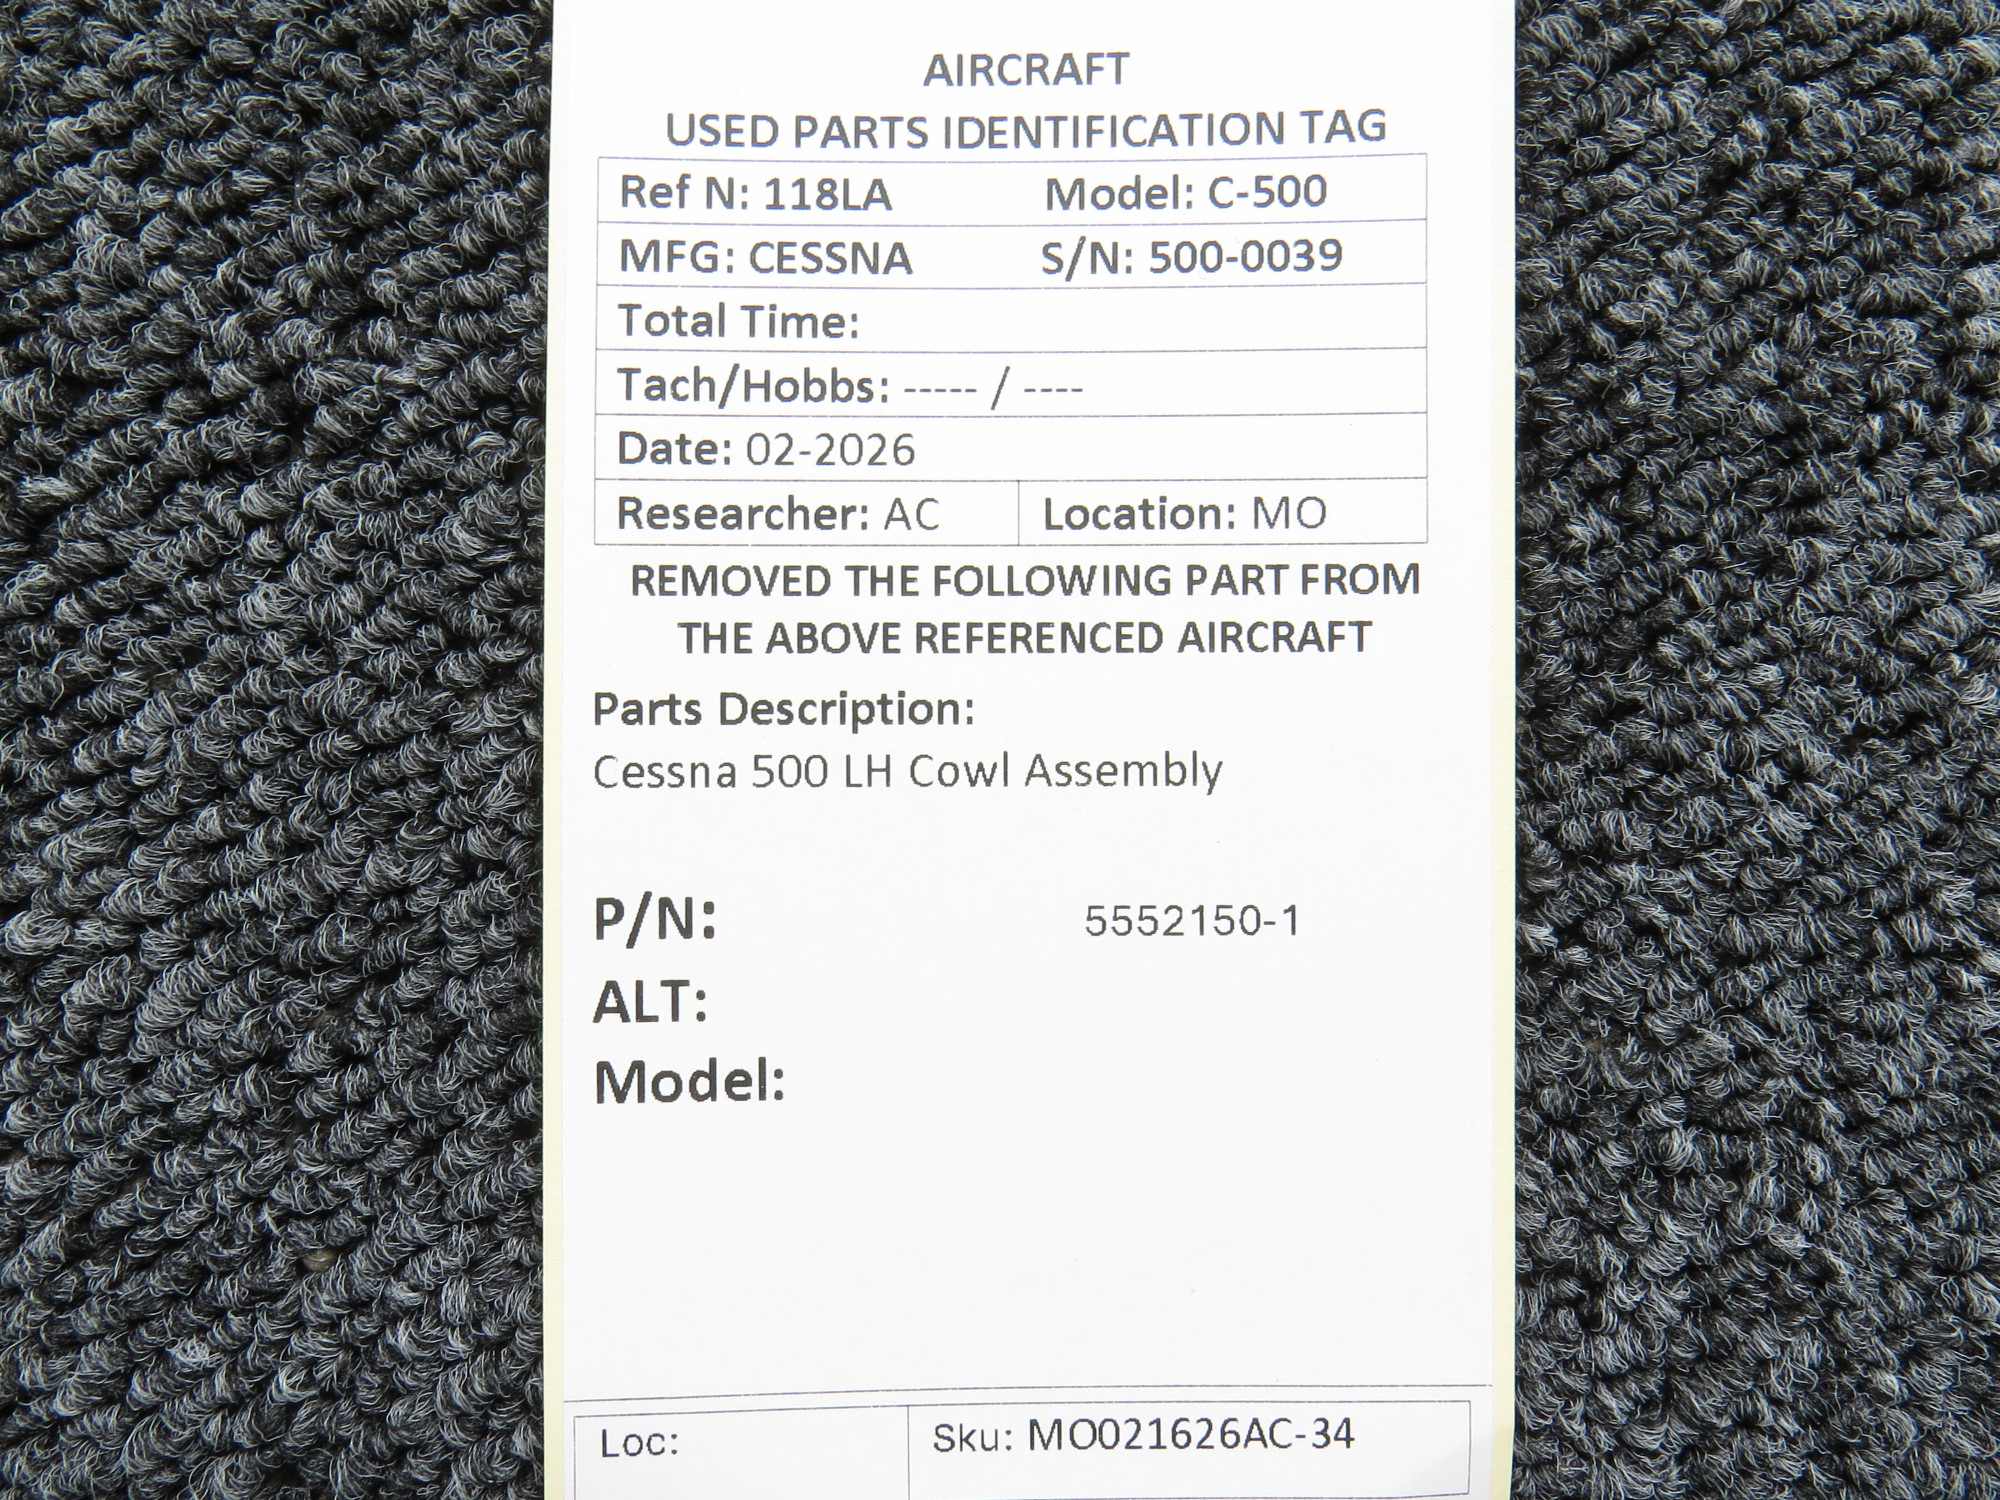 AIRCRAFT
USED PARTS IDENTIFICATION TAG
Ref N: 118LA Model: C-500
MFG: CESSNA S/N: 500-0039
Total Time:
Tach/Hobbs: ----- / ----
Date: 02-2026
Researcher: AC Location: MO
REMOVED THE FOLLOWING PART FROM
THE ABOVE REFERENCED AIRCRAFT
Parts Description:
Cessna 500 LH Cowl Assembly
P/N: 5552150-1
ALT:
Model:
Loc: Sku: MO021626AC-34